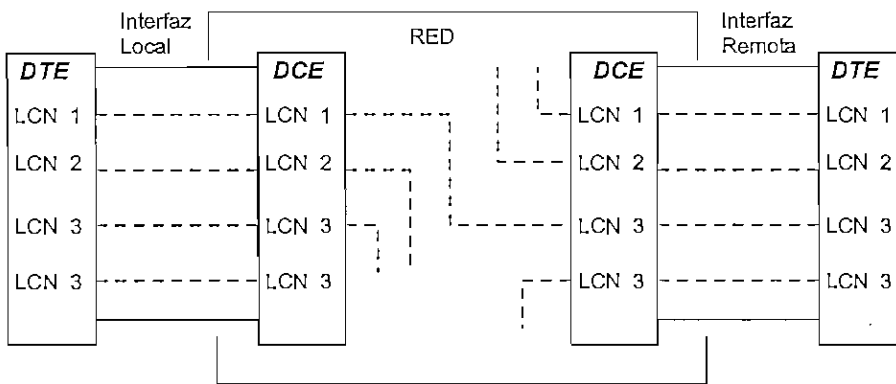 Interfaz
Local
RED
Interfaz
Remota
DTE
DCE
DCE
DTE
LCN 1
LCN 1
LCN 1
LCN 1
LCN 2
LCN 2
LCN 2
LCN 2
LCN 3
LCN 3
LCN 3
LCN 3
LCN 3
LCN 3
LCN 3
LCN 3